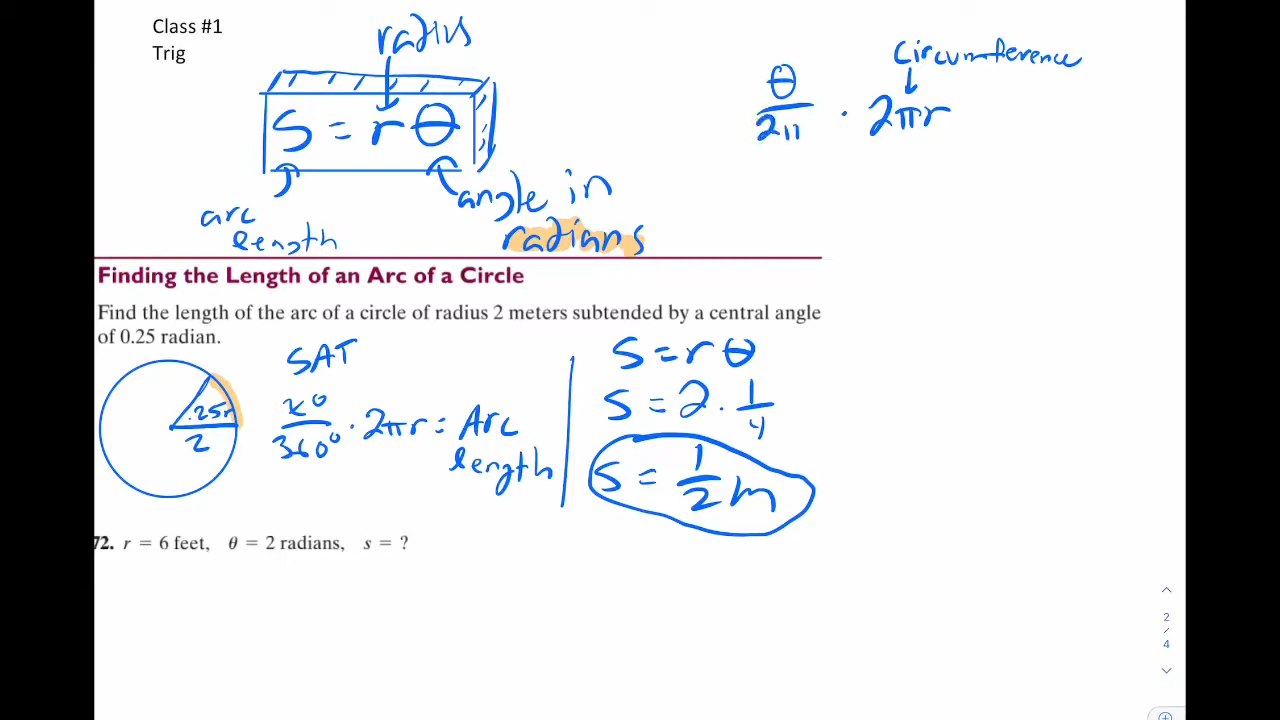 Class #1
Trig
radius
S = rθ
arc
length
angle in
radians
circumference
θ/2π · 2πr
Finding the Length of an Arc of a Circle
Find the length of the arc of a circle of radius 2 meters subtended by a central angle
of 0.25 radian.
.25r
2
SAT
x°/360° · 2πr = Arc
length
S = rθ
S = 2 · 1/4
S = 1/2 m
72. r = 6 feet, θ = 2 radians, s = ?
2
/
4